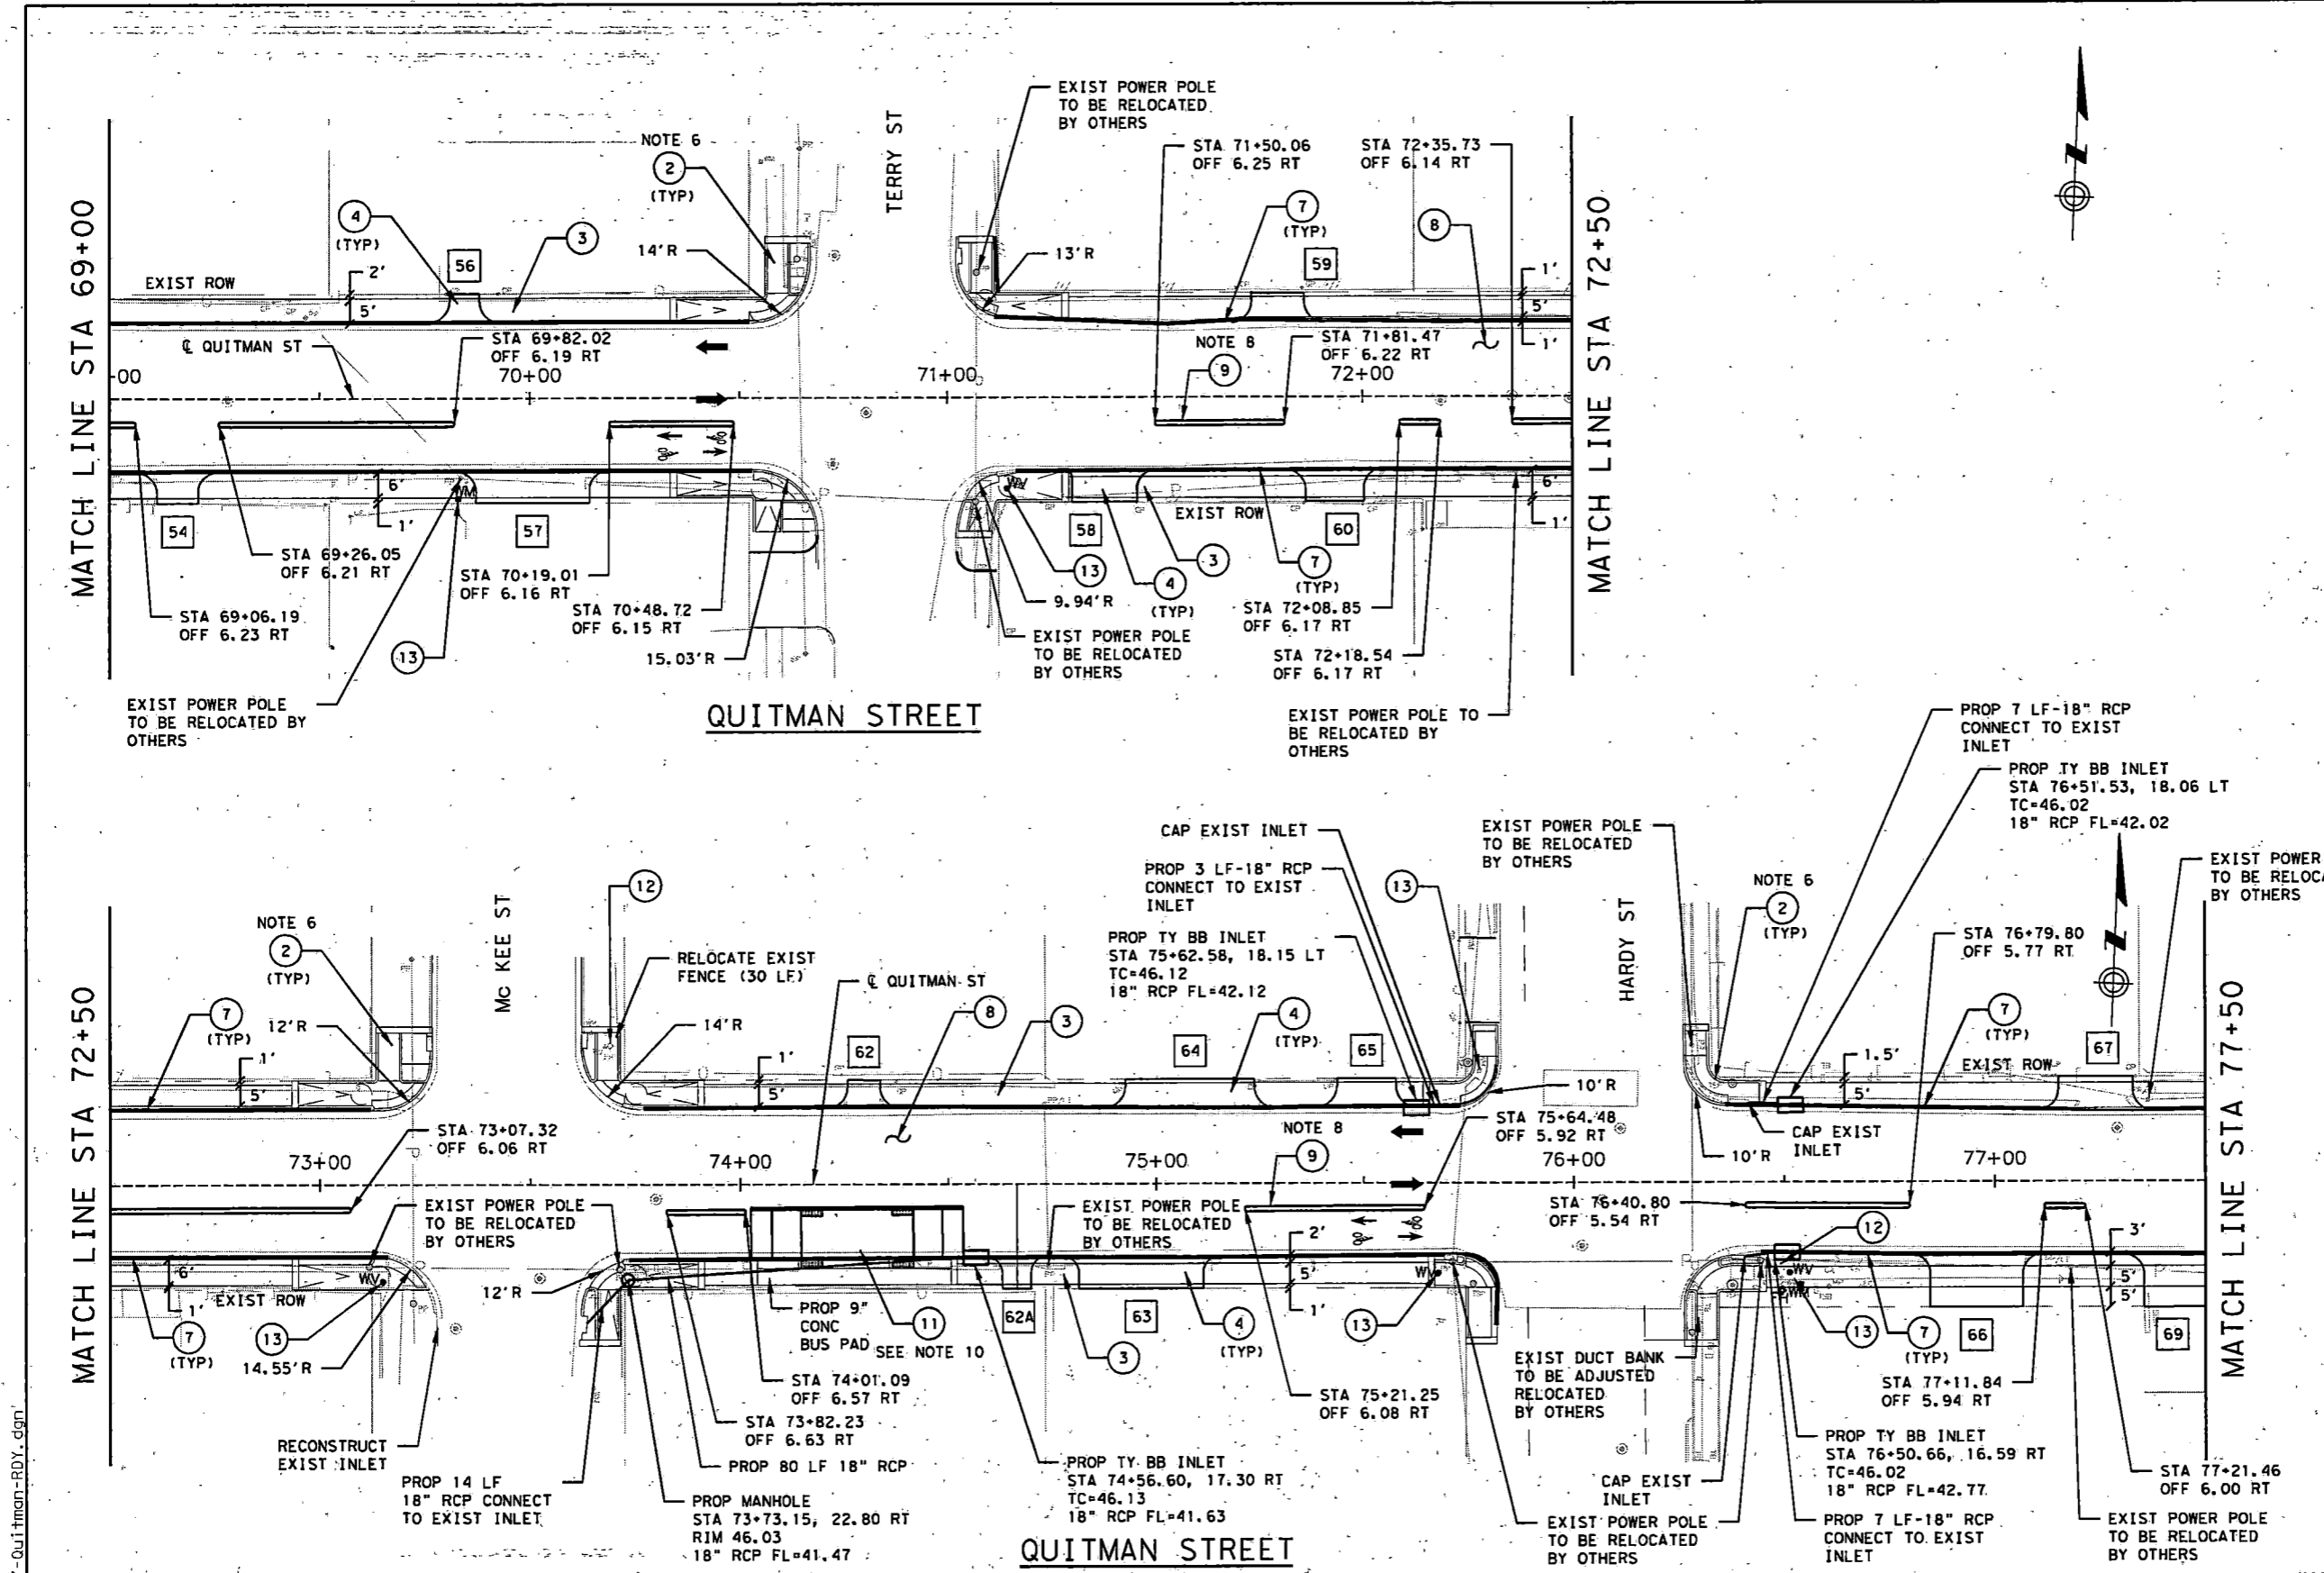 EXIST POWER POLE
TO BE RELOCATED
BY OTHERS
TERRY ST
NOTE 6
2
(TYP)
STA 71+50.06
OFF 6.25 RT
STA 72+35.73
OFF 6.14 RT
MATCH LINE STA 69+00
4
(TYP)
56
3
14'R
13'R
7
(TYP)
59
8
MATCH LINE STA 72+50
N
EXIST ROW
2'
5'
1'
5'
1'
℄ QUITMAN ST
STA 69+82.02
OFF 6.19 RT
NOTE 8
9
STA 71+81.47
OFF 6.22 RT
+00
70+00
71+00
72+00
6'
1'
WM
54
57
58
EXIST ROW
60
6'
1'
STA 69+26.05
OFF 6.21 RT
STA 70+19.01
OFF 6.16 RT
13
4
(TYP)
3
7
(TYP)
STA 69+06.19
OFF 6.23 RT
STA 70+48.72
OFF 6.15 RT
9.94'R
STA 72+08.85
OFF 6.17 RT
13
15.03'R
EXIST POWER POLE
TO BE RELOCATED
BY OTHERS
STA 72+18.54
OFF 6.17 RT
EXIST POWER POLE
TO BE RELOCATED BY
OTHERS
QUITMAN STREET
EXIST POWER POLE TO
BE RELOCATED BY
OTHERS
PROP 7 LF-18" RCP
CONNECT TO EXIST
INLET
PROP TY BB INLET
STA 76+51.53, 18.06 LT
TC=46.02
18" RCP FL=42.02
CAP EXIST INLET
EXIST POWER POLE
TO BE RELOCATED
BY OTHERS
EXIST POWER
TO BE RELOCA
BY OTHERS
PROP 3 LF-18" RCP
CONNECT TO EXIST
INLET
13
NOTE 6
2
(TYP)
NOTE 6
2
(TYP)
Mc KEE ST
12
HARDY ST
N
RELOCATE EXIST
FENCE (30 LF)
℄ QUITMAN ST
PROP TY BB INLET
STA 75+62.58, 18.15 LT
TC=46.12
18" RCP FL=42.12
STA 76+79.80
OFF 5.77 RT
MATCH LINE STA 72+50
7
(TYP)
12'R
14'R
8
3
4
(TYP)
7
(TYP)
MATCH LINE STA 77+50
1'
5'
1'
5'
62
64
65
10'R
1.5'
5'
EXIST ROW
67
STA 73+07.32
OFF 6.06 RT
NOTE 8
9
STA 75+64.48
OFF 5.92 RT
10'R
CAP EXIST
INLET
73+00
74+00
75+00
76+00
77+00
EXIST POWER POLE
TO BE RELOCATED
BY OTHERS
EXIST POWER POLE
TO BE RELOCATED
BY OTHERS
STA 76+40.80
OFF 5.54 RT
12
6'
1'
EXIST ROW
WV
12'R
2'
5'
1'
WV
WV
WM
3'
5'
5'
7
(TYP)
13
14.55'R
PROP 9"
CONC
BUS PAD
11
SEE NOTE 10
62A
63
4
(TYP)
3
13
13
7
(TYP)
66
69
EXIST DUCT BANK
TO BE ADJUSTED
RELOCATED
BY OTHERS
STA 74+01.09
OFF 6.57 RT
STA 75+21.25
OFF 6.08 RT
STA 77+11.84
OFF 5.94 RT
STA 73+82.23
OFF 6.63 RT
RECONSTRUCT
EXIST INLET
PROP 80 LF 18" RCP
PROP TY BB INLET
STA 74+56.60, 17.30 RT
TC=46.13
18" RCP FL=41.63
PROP TY BB INLET
STA 76+50.66, 16.59 RT
TC=46.02
18" RCP FL=42.77
PROP 14 LF
18" RCP CONNECT
TO EXIST INLET
CAP EXIST
INLET
STA 77+21.46
OFF 6.00 RT
PROP MANHOLE
STA 73+73.15, 22.80 RT
RIM 46.03
18" RCP FL=41.47
EXIST POWER POLE
TO BE RELOCATED
BY OTHERS
PROP 7 LF-18" RCP
CONNECT TO EXIST
INLET
EXIST POWER POLE
TO BE RELOCATED
BY OTHERS
QUITMAN STREET
-Quitman-RDY.dgn